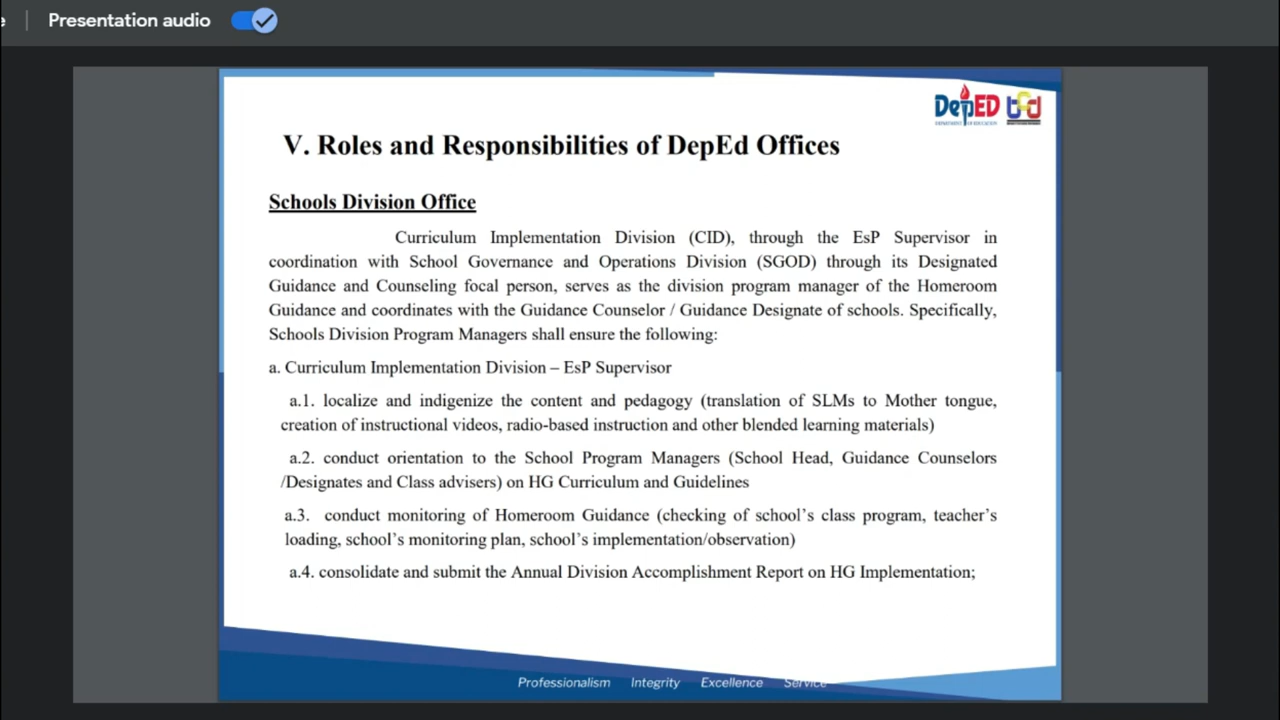 e | Presentation audio
DepED
DEPARTMENT OF EDUCATION
V. Roles and Responsibilities of DepEd Offices
Schools Division Office
Curriculum Implementation Division (CID), through the EsP Supervisor in
coordination with School Governance and Operations Division (SGOD) through its Designated
Guidance and Counseling focal person, serves as the division program manager of the Homeroom
Guidance and coordinates with the Guidance Counselor / Guidance Designate of schools. Specifically,
Schools Division Program Managers shall ensure the following:
a. Curriculum Implementation Division – EsP Supervisor
a.1. localize and indigenize the content and pedagogy (translation of SLMs to Mother tongue,
creation of instructional videos, radio-based instruction and other blended learning materials)
a.2. conduct orientation to the School Program Managers (School Head, Guidance Counselors
/Designates and Class advisers) on HG Curriculum and Guidelines
a.3. conduct monitoring of Homeroom Guidance (checking of school’s class program, teacher’s
loading, school’s monitoring plan, school’s implementation/observation)
a.4. consolidate and submit the Annual Division Accomplishment Report on HG Implementation;
Professionalism Integrity Excellence Service